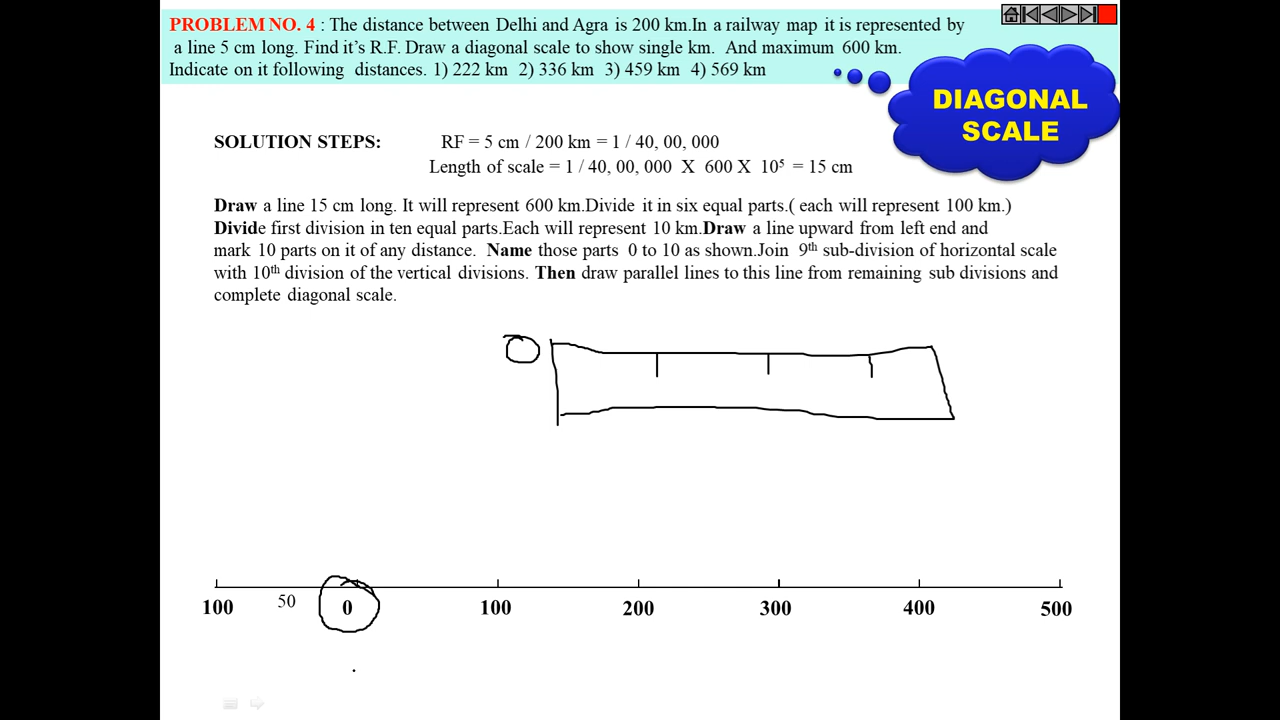 PROBLEM NO. 4 : The distance between Delhi and Agra is 200 km.In a railway map it is represented by
a line 5 cm long. Find it’s R.F. Draw a diagonal scale to show single km. And maximum 600 km.
Indicate on it following distances. 1) 222 km 2) 336 km 3) 459 km 4) 569 km
DIAGONAL
SCALE
SOLUTION STEPS: RF = 5 cm / 200 km = 1 / 40, 00, 000
Length of scale = 1 / 40, 00, 000 X 600 X 10⁵ = 15 cm
Draw a line 15 cm long. It will represent 600 km.Divide it in six equal parts.( each will represent 100 km.)
Divide first division in ten equal parts.Each will represent 10 km.Draw a line upward from left end and
mark 10 parts on it of any distance. Name those parts 0 to 10 as shown.Join 9th sub-division of horizontal scale
with 10th division of the vertical divisions. Then draw parallel lines to this line from remaining sub divisions and
complete diagonal scale.
100 50 0 100 200 300 400 500